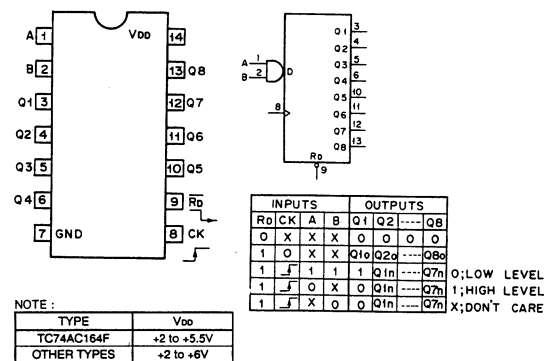 A 1 VDD 14
B 2 13 Q8
Q1 3 12 Q7
Q2 4 11 Q6
Q3 5 10 Q5
Q4 6 9 RD
7 GND 8 CK
A 1
B 2
D
8
Q1 3
Q2 4
Q3 5
Q4 6
Q5 10
Q6 11
Q7 12
Q8 13
RD
9
INPUTS OUTPUTS
RD CK A B Q1 Q2 ---- Q8
0 X X X 0 0 0 0
1 0 X X Q1o Q2o ---- Q8o
1 1 1 1 Q1n ---- Q7n 0;LOW LEVEL
1 0 X 0 Q1n ---- Q7n 1;HIGH LEVEL
1 X 0 0 Q1n ---- Q7n X;DON'T CARE
NOTE :
TYPE VDD
TC74AC164F +2 to +5.5V
OTHER TYPES +2 to +6V